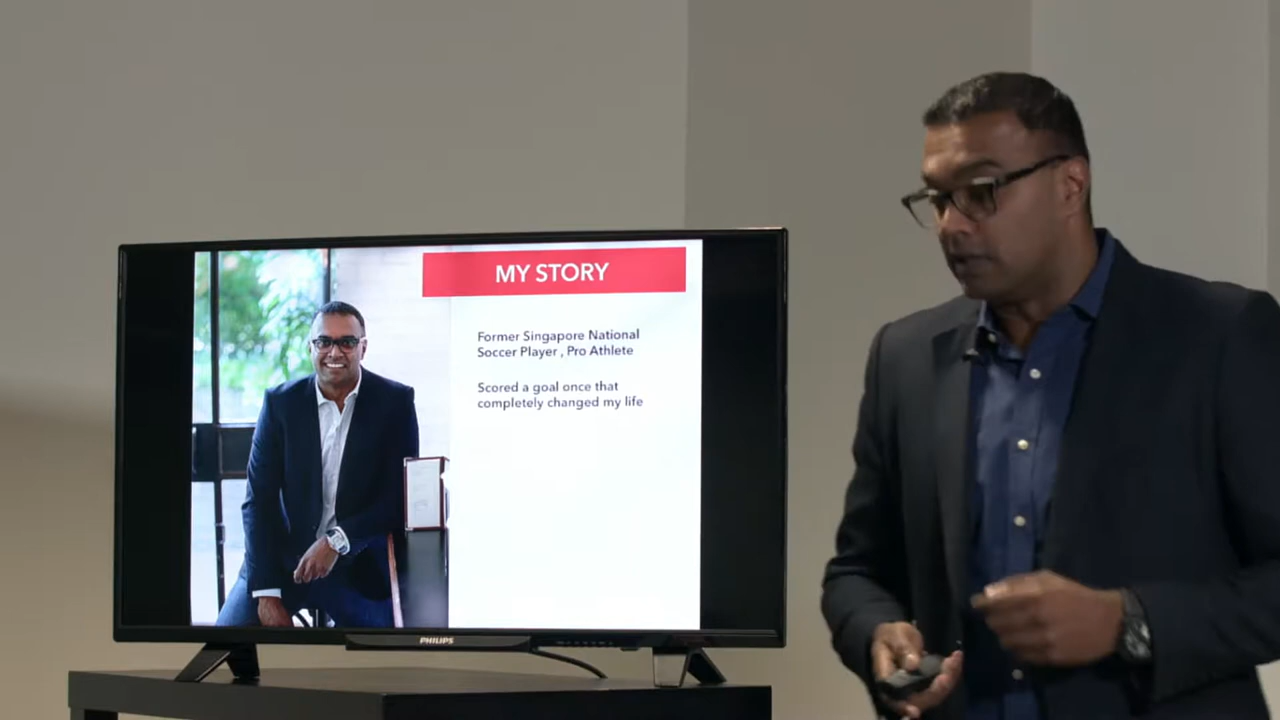 MY STORY
Former Singapore National
Soccer Player , Pro Athlete
Scored a goal once that
completely changed my life
PHILIPS